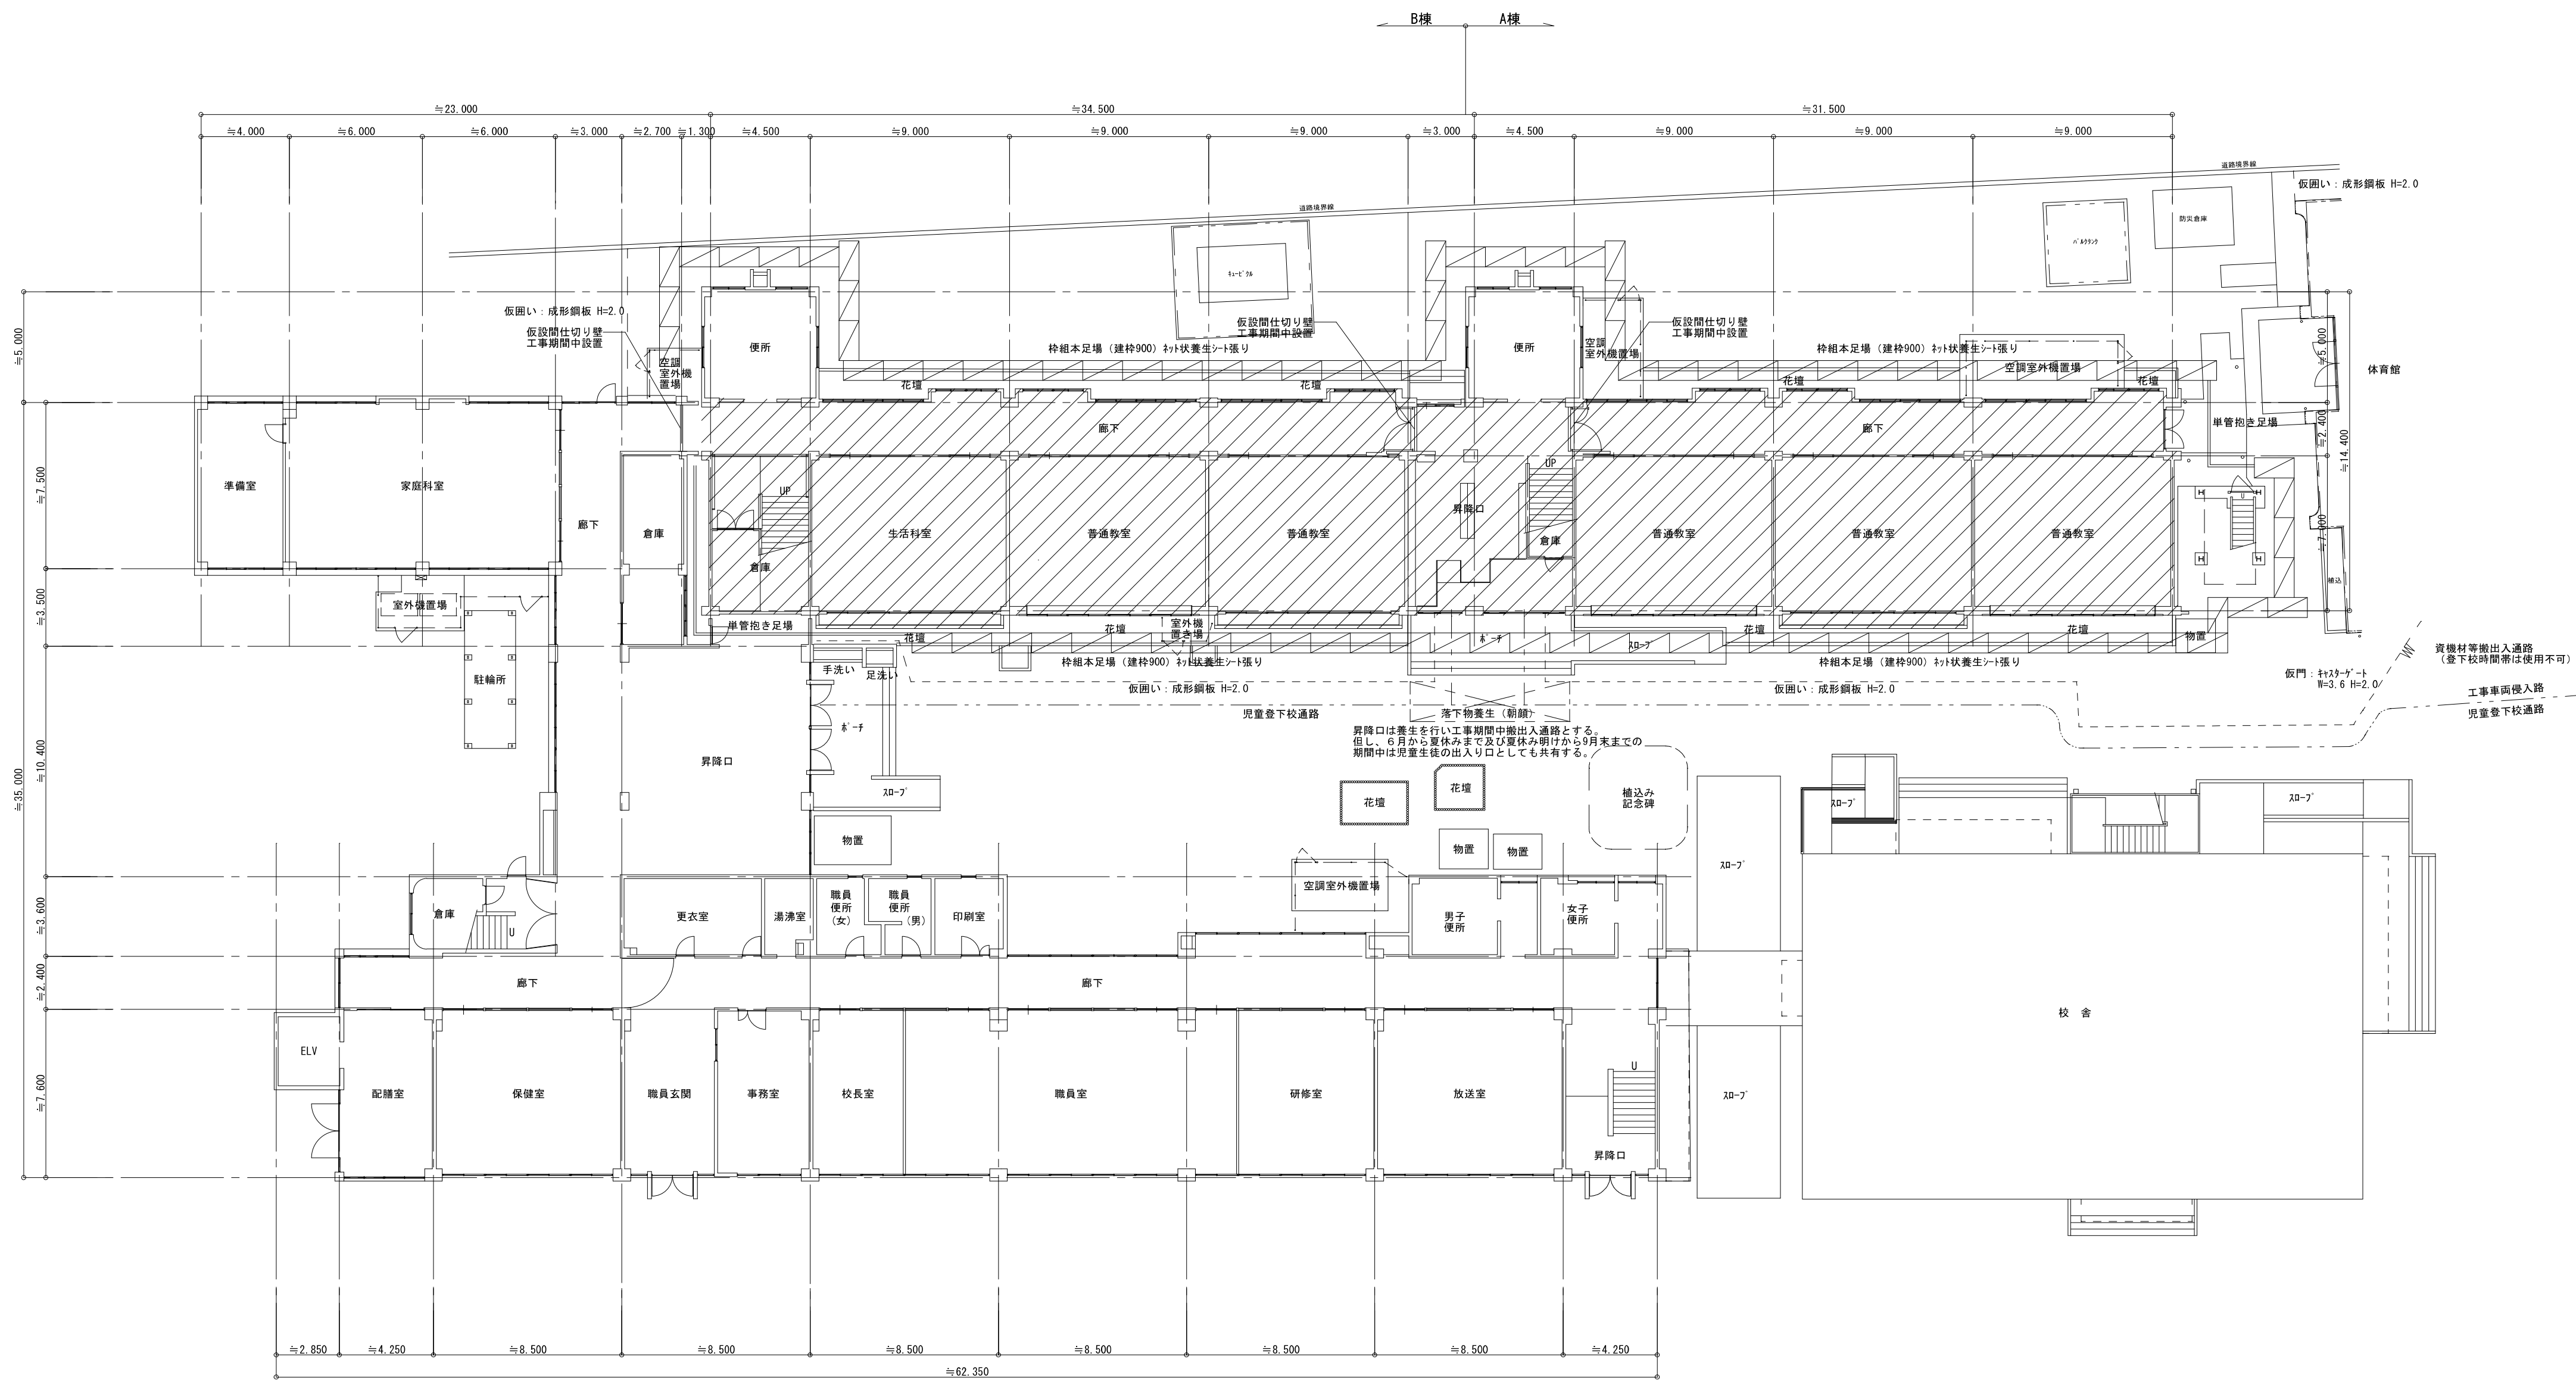 B棟
A棟
≒23.000
≒34.500
≒31.500
≒4.000
≒6.000
≒6.000
≒3.000
≒2.700
≒1.300
≒4.500
≒9.000
≒9.000
≒9.000
≒3.000
≒4.500
≒9.000
≒9.000
≒9.000
道路境界線
道路境界線
仮囲い：成形鋼板 H=2.0
防災倉庫
ﾊﾞﾙｸﾀﾝｸ
ｷｭｰﾋﾞｸﾙ
仮囲い：成形鋼板 H=2.0
仮設間仕切り壁
工事期間中設置
便所
空調
室外機
置場
仮設間仕切り壁
工事期間中設置
枠組本足場（建枠900）ﾈｯﾄ状養生ｼｰﾄ張り
便所
空調
室外機置場
仮設間仕切り壁
工事期間中設置
枠組本足場（建枠900）ﾈｯﾄ状養生ｼｰﾄ張り
空調室外機置場
体育館
花壇
花壇
花壇
花壇
≒5.000
≒7.500
≒3.500
≒35.000
≒10.400
≒3.600
≒2.400
≒7.600
≒5.000
≒2.400
≒14.400
≒7.000
廊下
廊下
単管抱き足場
準備室
家庭科室
廊下
倉庫
UP
倉庫
生活科室
普通教室
普通教室
昇降口
UP
倉庫
普通教室
普通教室
普通教室
U
植込
室外機置場
単管抱き足場
花壇
花壇
室外機
置き場
ﾎﾟｰﾁ
ｽﾛｰﾌﾟ
花壇
花壇
物置
枠組本足場（建枠900）ﾈｯﾄ状養生ｼｰﾄ張り
枠組本足場（建枠900）ﾈｯﾄ状養生ｼｰﾄ張り
資機材等搬出入通路
（登下校時間帯は使用不可）
手洗い
足洗い
駐輪所
仮囲い：成形鋼板 H=2.0
仮囲い：成形鋼板 H=2.0
仮門：ｷｬｽﾀｰｹﾞｰﾄ
W=3.6 H=2.0
工事車両侵入路
児童登下校通路
児童登下校通路
落下物養生（朝顔）
ﾎﾟｰﾁ
昇降口は養生を行い工事期間中搬出入通路とする。
但し、６月から夏休みまで及び夏休み明けから9月末までの
期間中は児童生徒の出入り口としても共有する。
昇降口
ｽﾛｰﾌﾟ
花壇
花壇
植込み
記念碑
ｽﾛｰﾌﾟ
ｽﾛｰﾌﾟ
物置
物置
物置
ｽﾛｰﾌﾟ
空調室外機置場
倉庫
U
更衣室
湯沸室
職員
便所
（女）
職員
便所
（男）
印刷室
男子
便所
女子
便所
廊下
廊下
校　舎
ELV
配膳室
保健室
職員玄関
事務室
校長室
職員室
研修室
放送室
U
昇降口
ｽﾛｰﾌﾟ
≒2.850
≒4.250
≒8.500
≒8.500
≒8.500
≒8.500
≒8.500
≒8.500
≒4.250
≒62.350